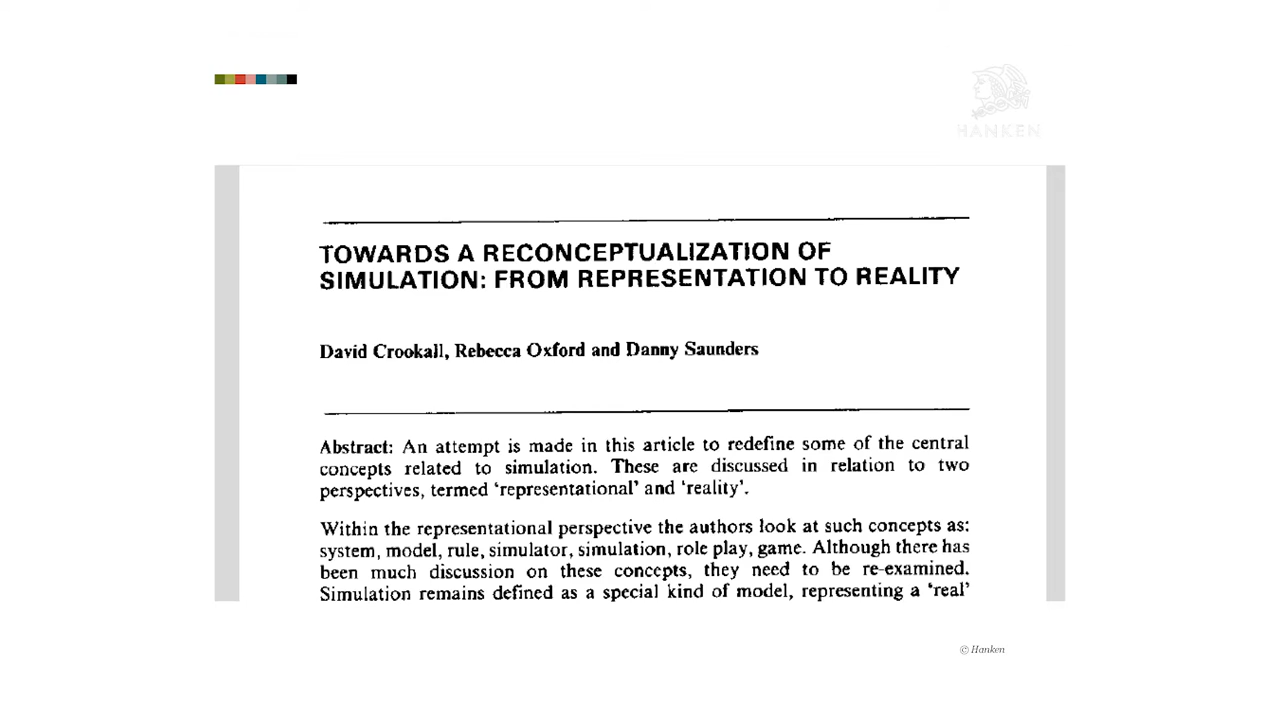 HANKEN
TOWARDS A RECONCEPTUALIZATION OF
SIMULATION: FROM REPRESENTATION TO REALITY
David Crookall, Rebecca Oxford and Danny Saunders
Abstract: An attempt is made in this article to redefine some of the central
concepts related to simulation. These are discussed in relation to two
perspectives, termed ‘representational’ and ‘reality’.
Within the representational perspective the authors look at such concepts as:
system, model, rule, simulator, simulation, role play, game. Although there has
been much discussion on these concepts, they need to be re-examined.
Simulation remains defined as a special kind of model, representing a ‘real’
© Hanken